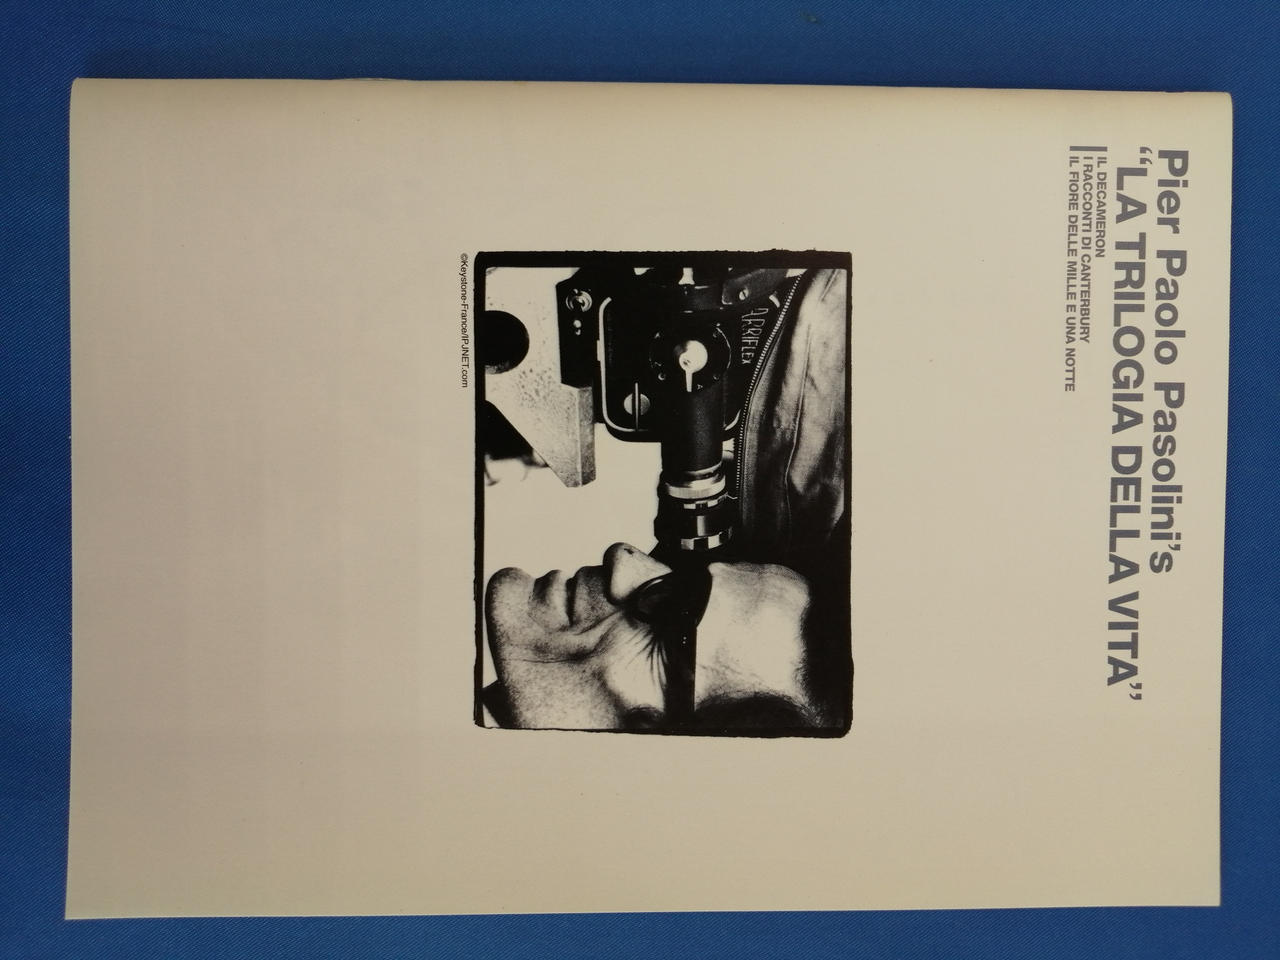 Pier Paolo Pasolini's
“LA TRILOGIA DELLA VITA”
IL DECAMERON
I RACCONTI DI CANTERBURY
IL FIORE DELLE MILLE E UNA NOTTE
ARRIFLEX
©Keystone-France/IPJNET.com